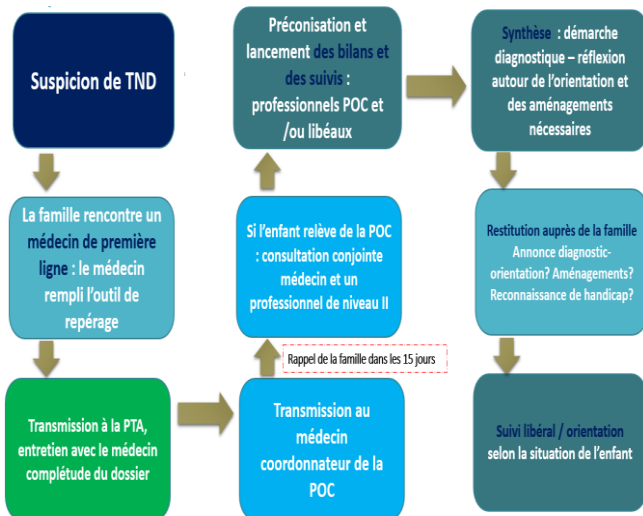 Suspicion de TND
La famille rencontre un
médecin de première
ligne : le médecin
rempli l'outil de
repérage
Transmission à la PTA,
entretien avec le médecin
complétude du dossier
Transmission au
médecin
coordonnateur de la
POC
Rappel de la famille dans les 15 jours
Si l'enfant relève de la POC
: consultation conjointe
médecin et un
professionnel de niveau II
Préconisation et
lancement des bilans et
des suivis :
professionnels POC et
/ou libéaux
Synthèse : démarche
diagnostique – réflexion
autour de l'orientation et
des aménagements
nécessaires
Restitution auprès de la famille
Annonce diagnostic-
orientation? Aménagements?
Reconnaissance de handicap?
Suivi libéral / orientation
selon la situation de l'enfant